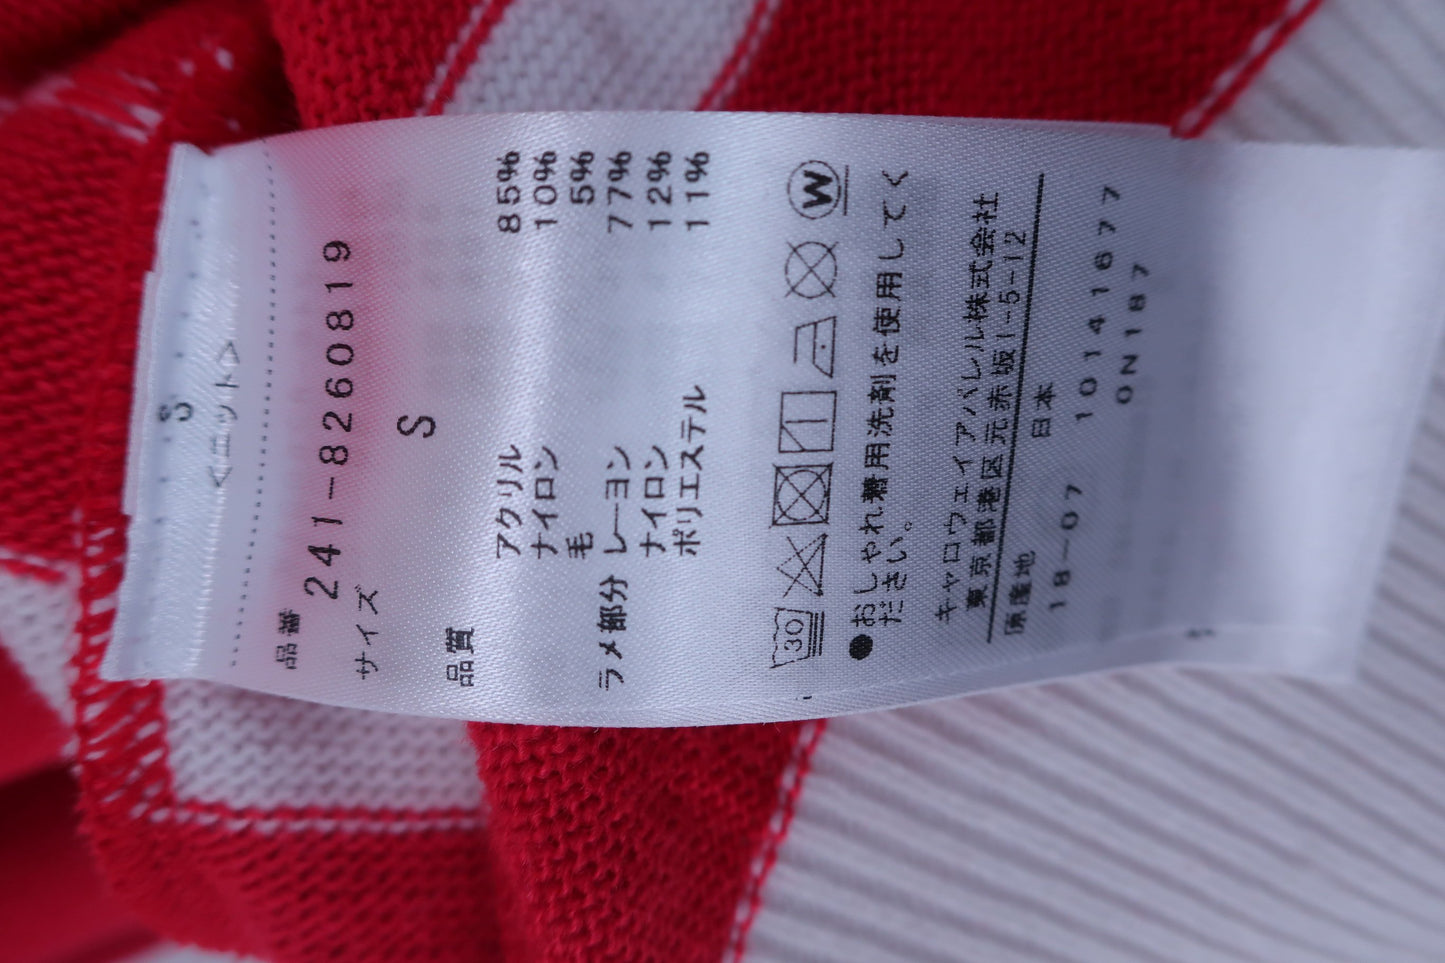 S
<ニット>
品番 241-8260819
サイズ S
品質 アクリル 85%
ナイロン 10%
毛 5%
ラメ部分 レーヨン 77%
ナイロン 12%
ポリエステル 11%
30
W
●おしゃれ着用洗剤を使用してく
ださい。
キャロウェイアパレル株式会社
東京都港区元赤坂1-5-12
原産地 日本
18-07 10141677
0N187